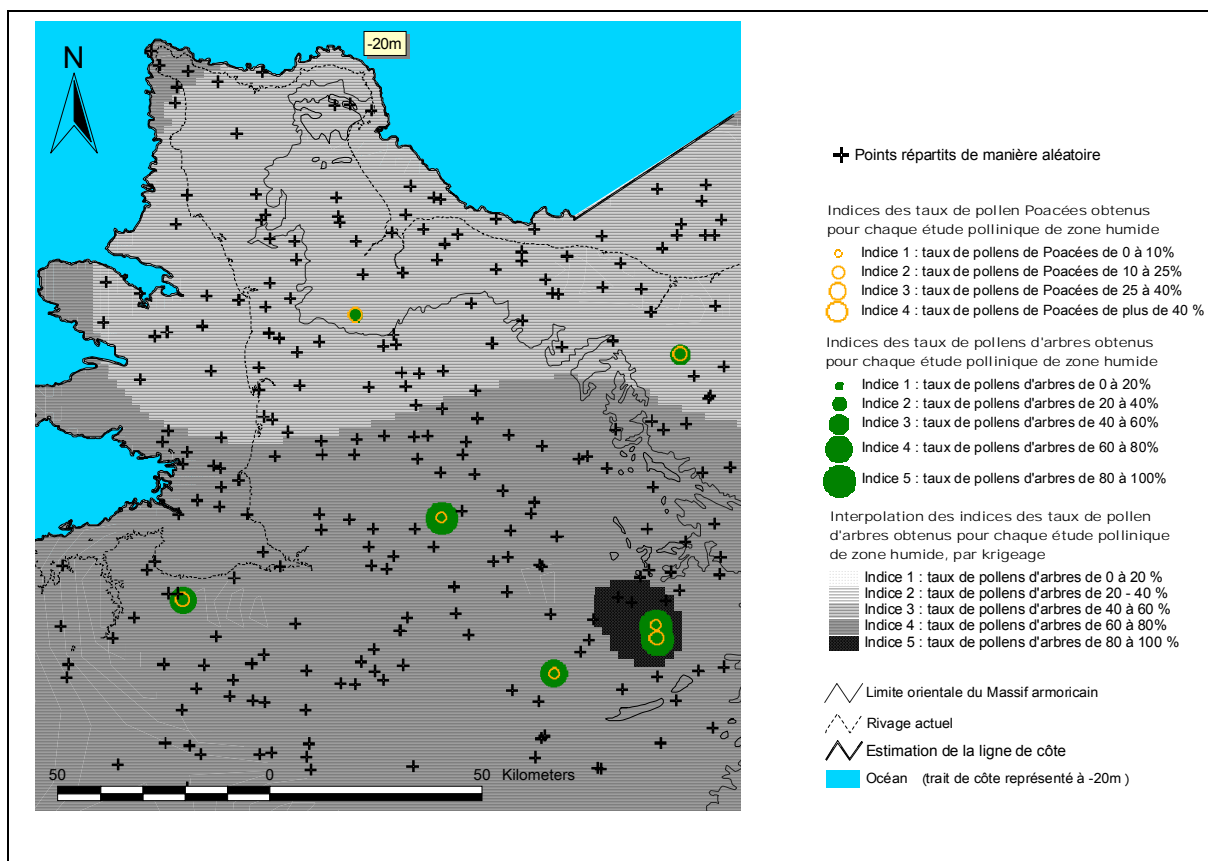 N
-20m
50
0
50
Kilometers
Points répartits de manière aléatoire
Indices des taux de pollen Poacées obtenus
pour chaque étude pollinique de zone humide
Indice 1 : taux de pollens de Poacées de 0 à 10%
Indice 2 : taux de pollens de Poacées de 10 à 25%
Indice 3 : taux de pollens de Poacées de 25 à 40%
Indice 4 : taux de pollens de Poacées de plus de 40 %
Indices des taux de pollens d'arbres obtenus
pour chaque étude pollinique de zone humide
Indice 1 : taux de pollens d'arbres de 0 à 20%
Indice 2 : taux de pollens d'arbres de 20 à 40%
Indice 3 : taux de pollens d'arbres de 40 à 60%
Indice 4 : taux de pollens d'arbres de 60 à 80%
Indice 5 : taux de pollens d'arbres de 80 à 100%
Interpolation des indices des taux de pollen
d'arbres obtenus pour chaque étude pollinique
de zone humide, par krigeage
Indice 1 : taux de pollens d'arbres de 0 à 20 %
Indice 2 : taux de pollens d'arbres de 20 - 40 %
Indice 3 : taux de pollens d'arbres de 40 à 60 %
Indice 4 : taux de pollens d'arbres de 60 à 80%
Indice 5 : taux de pollens d'arbres de 80 à 100 %
Limite orientale du Massif armoricain
Rivage actuel
Estimation de la ligne de côte
Océan (trait de côte représenté à -20m )